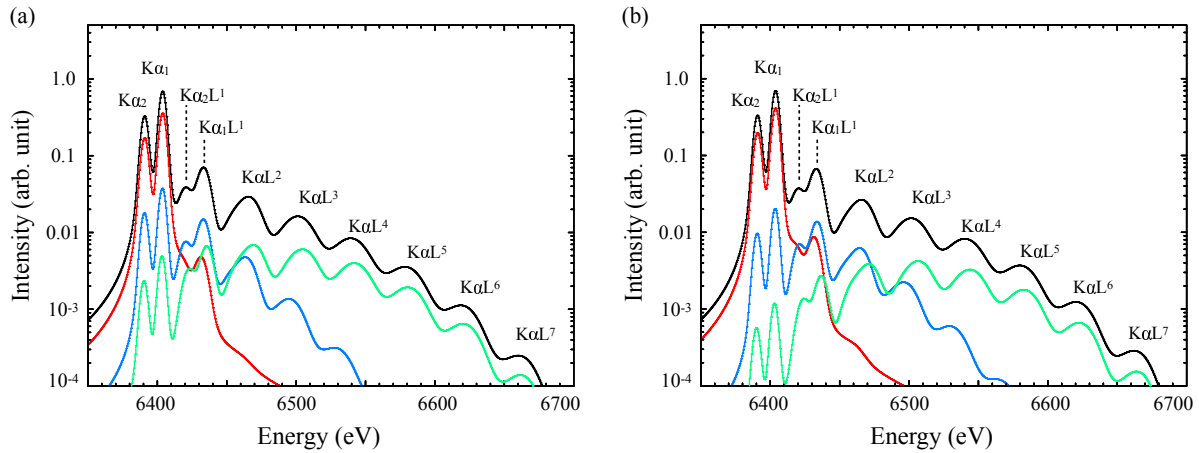 (a)
Intensity (arb. unit)
1.0
0.1
0.01
10⁻³
10⁻⁴
Kα₂
Kα₁
Kα₂L¹
Kα₁L¹
KαL²
KαL³
KαL⁴
KαL⁵
KαL⁶
KαL⁷
6400
6500
6600
6700
Energy (eV)
(b)
Intensity (arb. unit)
1.0
0.1
0.01
10⁻³
10⁻⁴
Kα₂
Kα₁
Kα₂L¹
Kα₁L¹
KαL²
KαL³
KαL⁴
KαL⁵
KαL⁶
KαL⁷
6400
6500
6600
6700
Energy (eV)